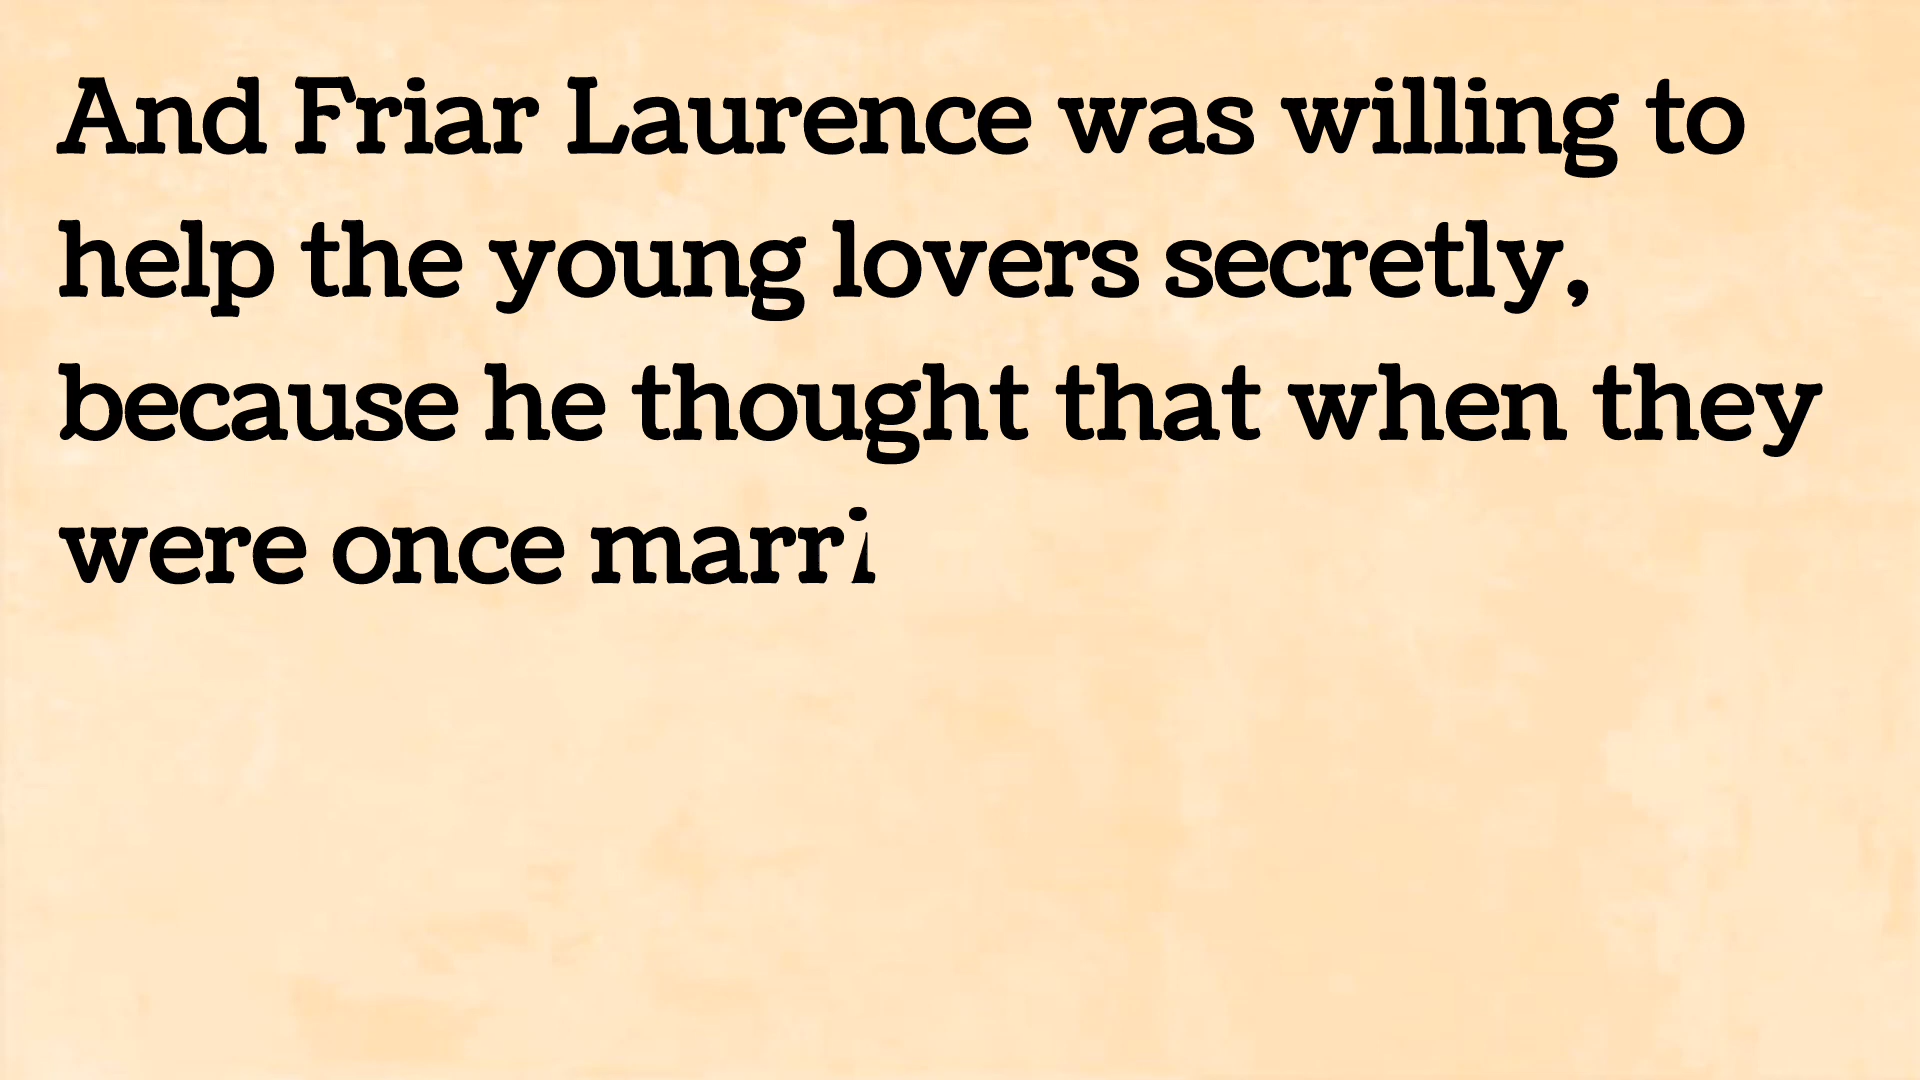 And Friar Laurence was willing to
help the young lovers secretly,
because he thought that when they
were once marri